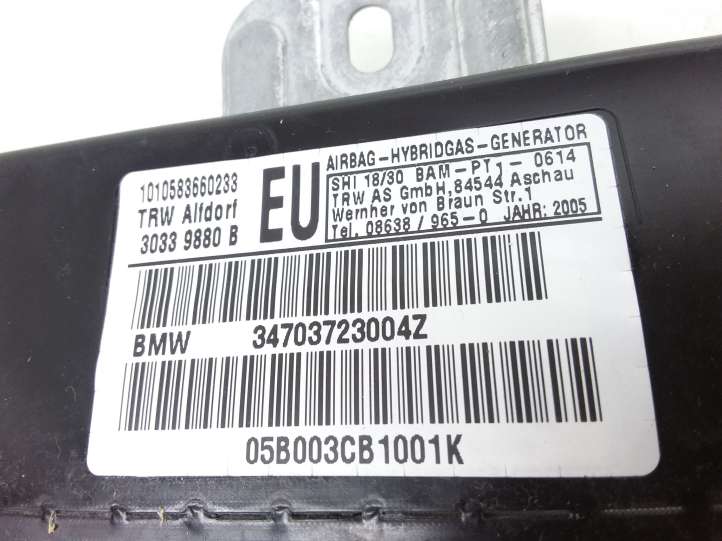 1010583660233
TRW Alfdorf
3033 9880 B
EU
AIRBAG-HYBRIDGAS-GENERATOR
SHI 18/30 BAM-PT1- 0614
TRW AS GmbH,84544 Aschau
Wernher von Braun Str.1
Tel. 08638 / 965-0 JAHR: 2005
BMW 34703723004Z
05B003CB1001K